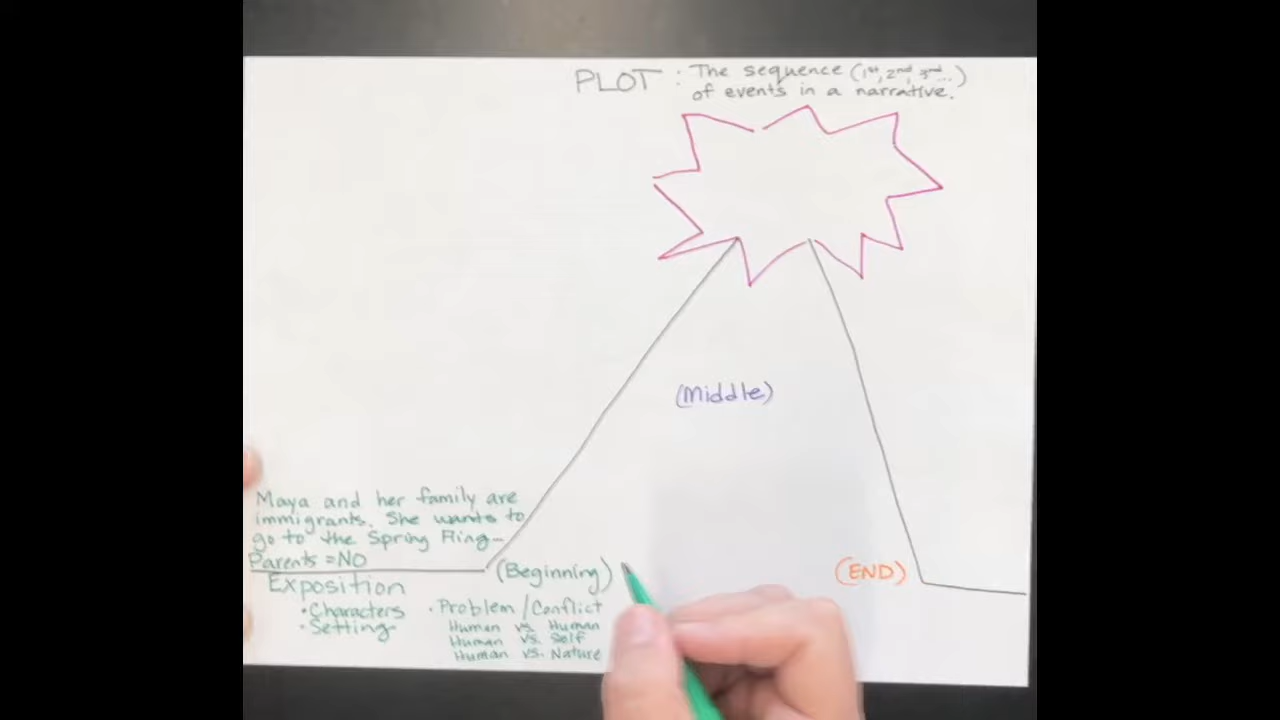 PLOT : The sequence (1st, 2nd, 3rd...)
of events in a narrative.
(Middle)
Maya and her family are
immigrants. She wants to
go to the Spring Fling-
Parents = NO
(Beginning)
(END)
Exposition
• Characters
• Setting
• Problem/Conflict
Human vs. Human
Human vs. Self
Human vs. Nature